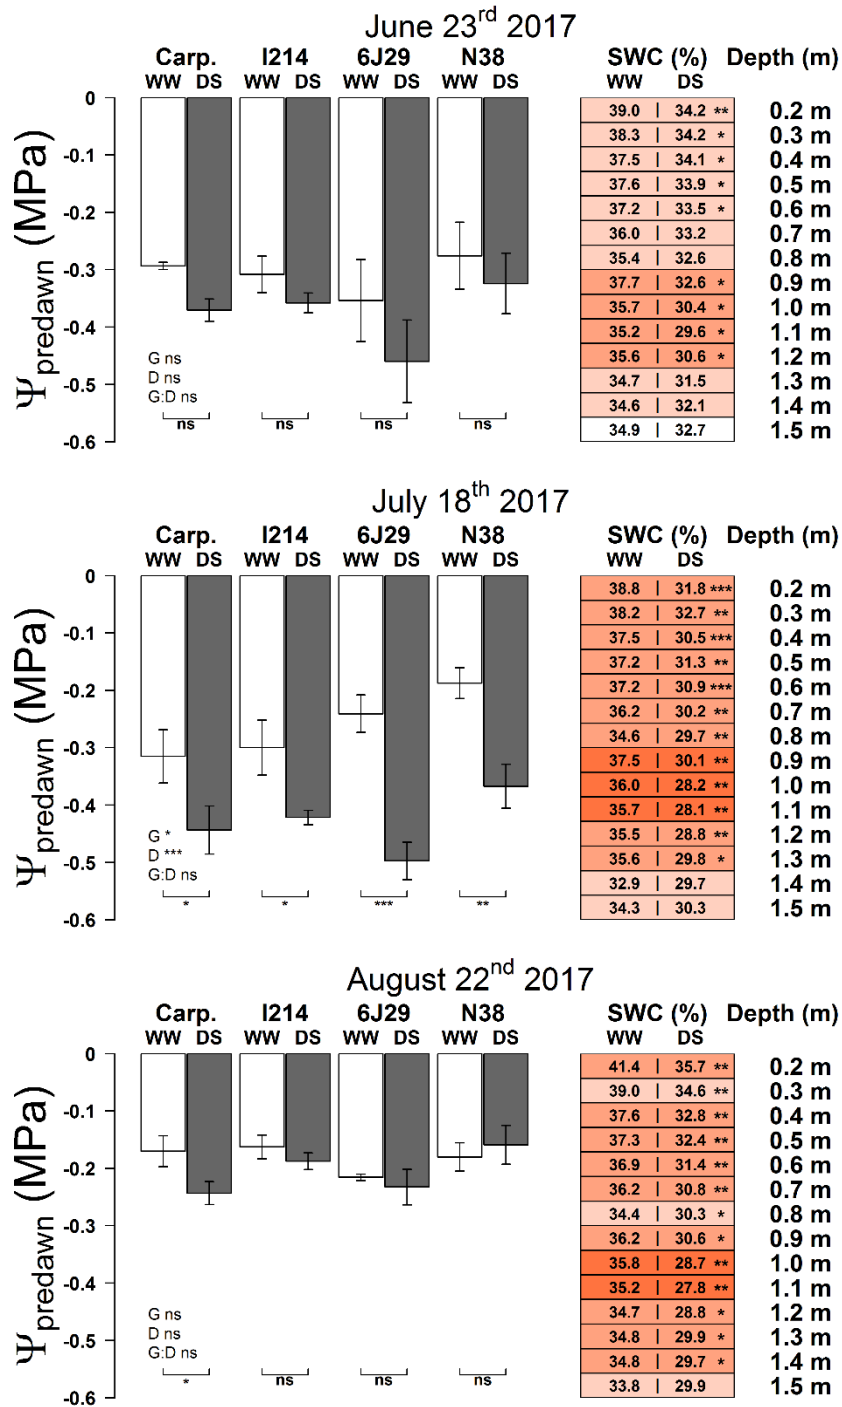 June 23rd 2017
Carp. I214 6J29 N38 SWC (%) Depth (m)
WW DS WW DS WW DS WW DS WW DS
Ψpredawn (MPa)
0
-0.1
-0.2
-0.3
-0.4
-0.5
-0.6
G ns
D ns
G:D ns
ns ns ns ns
39.0 | 34.2 ** 0.2 m
38.3 | 34.2 * 0.3 m
37.5 | 34.1 * 0.4 m
37.6 | 33.9 * 0.5 m
37.2 | 33.5 * 0.6 m
36.0 | 33.2 0.7 m
35.4 | 32.6 0.8 m
37.7 | 32.6 * 0.9 m
35.7 | 30.4 * 1.0 m
35.2 | 29.6 * 1.1 m
35.6 | 30.6 * 1.2 m
34.7 | 31.5 1.3 m
34.6 | 32.1 1.4 m
34.9 | 32.7 1.5 m
July 18th 2017
Carp. I214 6J29 N38 SWC (%) Depth (m)
WW DS WW DS WW DS WW DS WW DS
Ψpredawn (MPa)
0
-0.1
-0.2
-0.3
-0.4
-0.5
-0.6
G *
D ***
G:D ns
* * *** **
38.8 | 31.8 *** 0.2 m
38.2 | 32.7 ** 0.3 m
37.5 | 30.5 *** 0.4 m
37.2 | 31.3 ** 0.5 m
37.2 | 30.9 *** 0.6 m
36.2 | 30.2 ** 0.7 m
34.6 | 29.7 ** 0.8 m
37.5 | 30.1 ** 0.9 m
36.0 | 28.2 ** 1.0 m
35.7 | 28.1 ** 1.1 m
35.5 | 28.8 ** 1.2 m
35.6 | 29.8 * 1.3 m
32.9 | 29.7 1.4 m
34.3 | 30.3 1.5 m
August 22nd 2017
Carp. I214 6J29 N38 SWC (%) Depth (m)
WW DS WW DS WW DS WW DS WW DS
Ψpredawn (MPa)
0
-0.1
-0.2
-0.3
-0.4
-0.5
-0.6
G ns
D ns
G:D ns
* ns ns ns
41.4 | 35.7 ** 0.2 m
39.0 | 34.6 ** 0.3 m
37.6 | 32.8 ** 0.4 m
37.3 | 32.4 ** 0.5 m
36.9 | 31.4 ** 0.6 m
36.2 | 30.8 ** 0.7 m
34.4 | 30.3 * 0.8 m
36.2 | 30.6 * 0.9 m
35.8 | 28.7 ** 1.0 m
35.2 | 27.8 ** 1.1 m
34.7 | 28.8 * 1.2 m
34.8 | 29.9 * 1.3 m
34.8 | 29.7 * 1.4 m
33.8 | 29.9 1.5 m